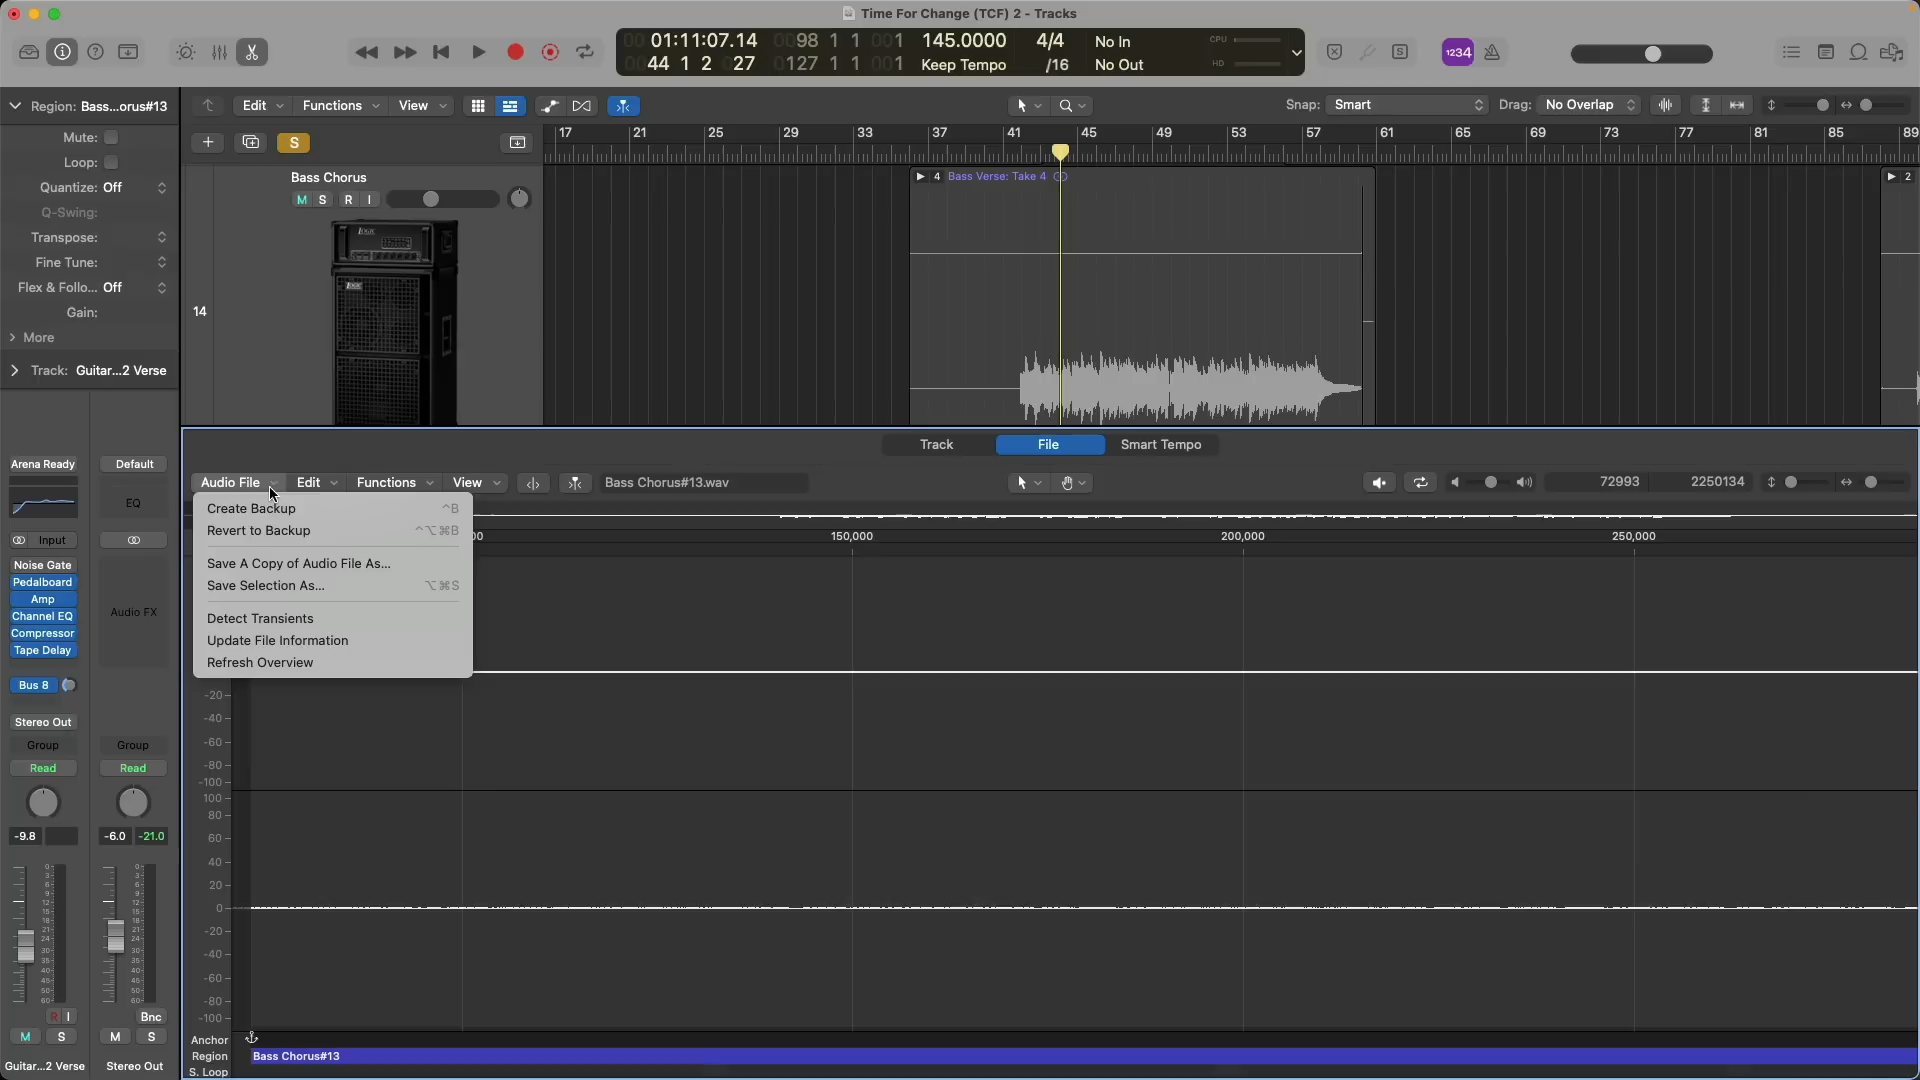 Time For Change (TCF) 2 - Tracks
1234
01:11:07.14 0098 1 1 001 145.0000 4/4 No In CPU
0044 1 2 027 0127 1 1 001 Keep Tempo /16 No Out HD
Region: Bass...orus#13
Edit Functions View
Snap: Smart Drag: No Overlap
Mute:
Loop:
Quantize: Off
Q-Swing:
Transpose:
Fine Tune:
Flex & Follo... Off
Gain:
More
Track: Guitar...2 Verse
S
17 21 25 29 33 37 41 45 49 53 57 61 65 69 73 77 81 85 89
Bass Chorus
M S R I
14
4 Bass Verse: Take 4
2
Track File Smart Tempo
Audio File Edit Functions View Bass Chorus#13.wav 72993 2250134
Create Backup ^B
Revert to Backup ^⌥⌘B
Save A Copy of Audio File As...
Save Selection As... ⌥⌘S
Detect Transients
Update File Information
Refresh Overview
150,000 200,000 250,000
Arena Ready Default
EQ
Input
Noise Gate
Pedalboard
Amp
Audio FX
Channel EQ
Compressor
Tape Delay
Bus 8
Stereo Out
Group Group
Read Read
-9.8 -6.0 -21.0
R I Bnc
M S M S
Guitar...2 Verse Stereo Out
-20
-40
-60
-80
-100
100
80
60
40
20
0
-20
-40
-60
-80
-100
Anchor
Region Bass Chorus#13
S. Loop